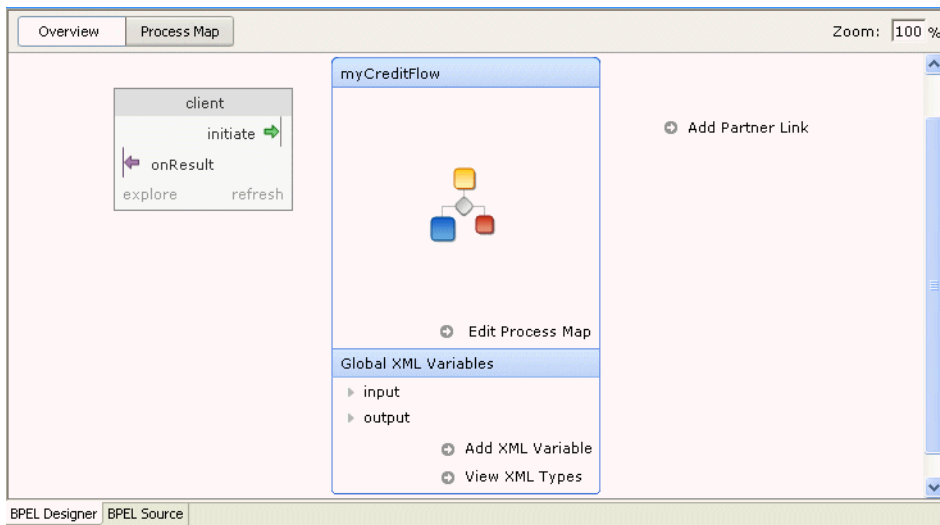 Overview Process Map Zoom: 100 %
myCreditFlow
client
initiate
onResult
explore refresh
Add Partner Link
Edit Process Map
Global XML Variables
input
output
Add XML Variable
View XML Types
BPEL Designer BPEL Source